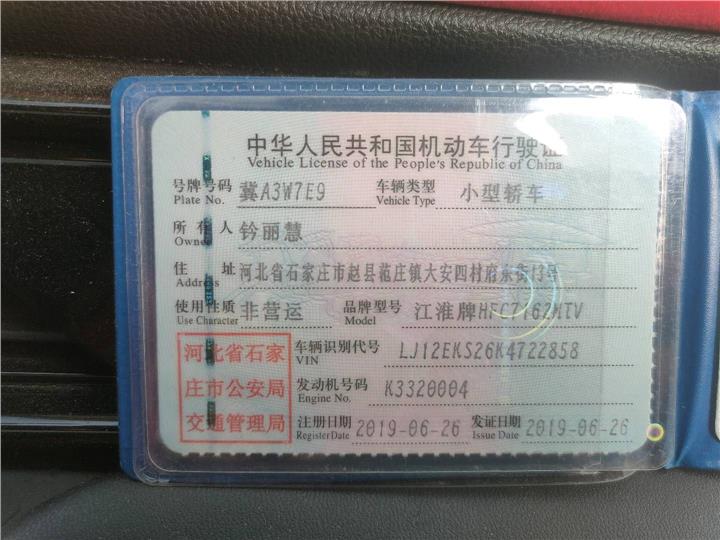 中华人民共和国机动车行驶证
Vehicle License of the People's Republic of China
号牌号码 冀A3W7E9 车辆类型 小型轿车
Plate No. Vehicle Type
所有人 钤丽慧
Owner
住址 河北省石家庄市赵县范庄镇大安四村府东街13号
Address
使用性质 非营运 品牌型号 江淮牌HFC7162MTV
Use Character Model
河北省石家
庄市公安局
交通管理局
车辆识别代号 LJ12EKS26K4722858
VIN
发动机号码 K3320004
Engine No.
注册日期 2019-06-26 发证日期 2019-06-26
Register Date Issue Date